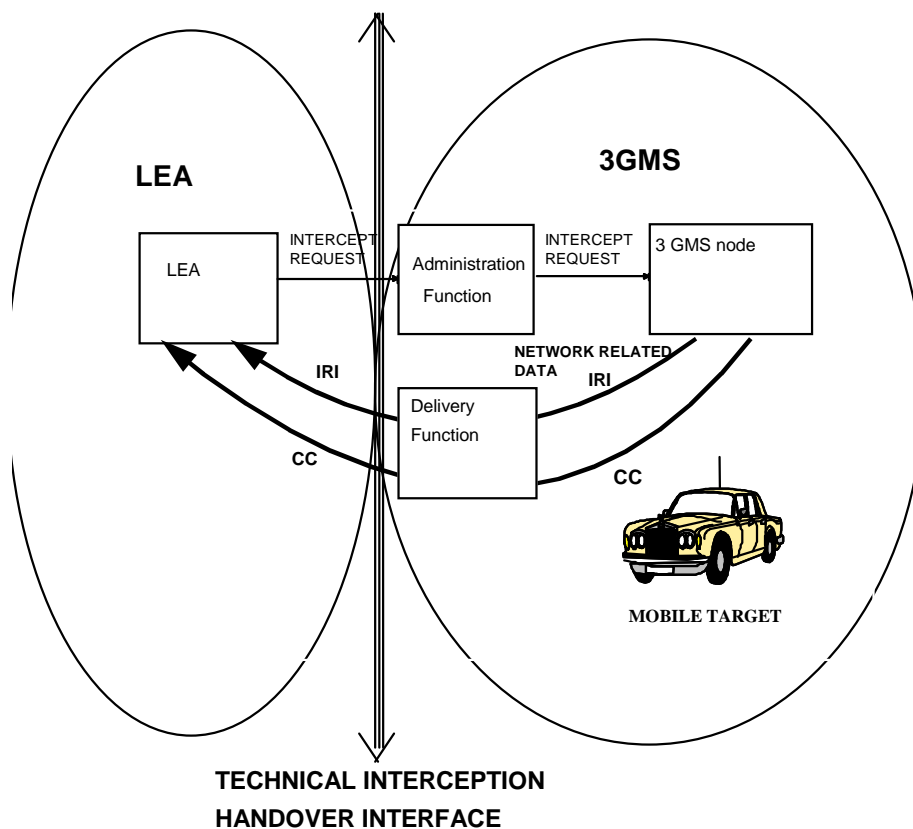 LEA
3GMS
INTERCEPT
REQUEST
INTERCEPT
REQUEST
LEA
Administration
Function
3 GMS node
NETWORK RELATED
DATA
IRI
IRI
Delivery
Function
CC
CC
MOBILE TARGET
TECHNICAL INTERCEPTION
HANDOVER INTERFACE